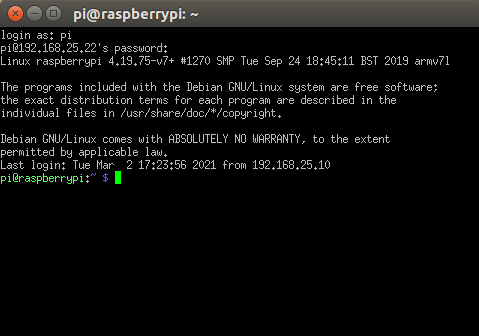 pi@raspberrypi: ~
login as: pi
pi@192.168.25.22's password:
Linux raspberrypi 4.19.75-v7+ #1270 SMP Tue Sep 24 18:45:11 BST 2019 armv7l

The programs included with the Debian GNU/Linux system are free software;
the exact distribution terms for each program are described in the
individual files in /usr/share/doc/*/copyright.

Debian GNU/Linux comes with ABSOLUTELY NO WARRANTY, to the extent
permitted by applicable law.
Last login: Tue Mar  2 17:23:56 2021 from 192.168.25.10
pi@raspberrypi:~ $